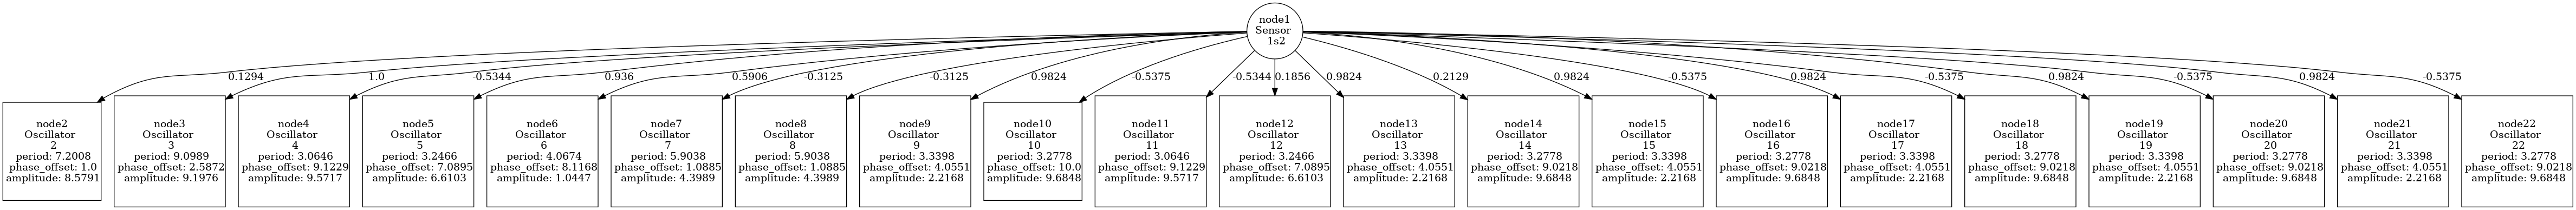 node1
Sensor
1s2
0.1294
1.0
-0.5344
0.936
0.5906
-0.3125
-0.3125
0.9824
-0.5375
-0.5344
0.1856
0.9824
0.2129
0.9824
-0.5375
0.9824
-0.5375
0.9824
-0.5375
0.9824
-0.5375
node2
Oscillator
2
period: 7.2008
phase_offset: 1.0
amplitude: 8.5791
node3
Oscillator
3
period: 9.0989
phase_offset: 2.5872
amplitude: 9.1976
node4
Oscillator
4
period: 3.0646
phase_offset: 9.1229
amplitude: 9.5717
node5
Oscillator
5
period: 3.2466
phase_offset: 7.0895
amplitude: 6.6103
node6
Oscillator
6
period: 4.0674
phase_offset: 8.1168
amplitude: 1.0447
node7
Oscillator
7
period: 5.9038
phase_offset: 1.0885
amplitude: 4.3989
node8
Oscillator
8
period: 5.9038
phase_offset: 1.0885
amplitude: 4.3989
node9
Oscillator
9
period: 3.3398
phase_offset: 4.0551
amplitude: 2.2168
node10
Oscillator
10
period: 3.2778
phase_offset: 10.0
amplitude: 9.6848
node11
Oscillator
11
period: 3.0646
phase_offset: 9.1229
amplitude: 9.5717
node12
Oscillator
12
period: 3.2466
phase_offset: 7.0895
amplitude: 6.6103
node13
Oscillator
13
period: 3.3398
phase_offset: 4.0551
amplitude: 2.2168
node14
Oscillator
14
period: 3.2778
phase_offset: 9.0218
amplitude: 9.6848
node15
Oscillator
15
period: 3.3398
phase_offset: 4.0551
amplitude: 2.2168
node16
Oscillator
16
period: 3.2778
phase_offset: 9.0218
amplitude: 9.6848
node17
Oscillator
17
period: 3.3398
phase_offset: 4.0551
amplitude: 2.2168
node18
Oscillator
18
period: 3.2778
phase_offset: 9.0218
amplitude: 9.6848
node19
Oscillator
19
period: 3.3398
phase_offset: 4.0551
amplitude: 2.2168
node20
Oscillator
20
period: 3.2778
phase_offset: 9.0218
amplitude: 9.6848
node21
Oscillator
21
period: 3.3398
phase_offset: 4.0551
amplitude: 2.2168
node22
Oscillator
22
period: 3.2778
phase_offset: 9.0218
amplitude: 9.6848